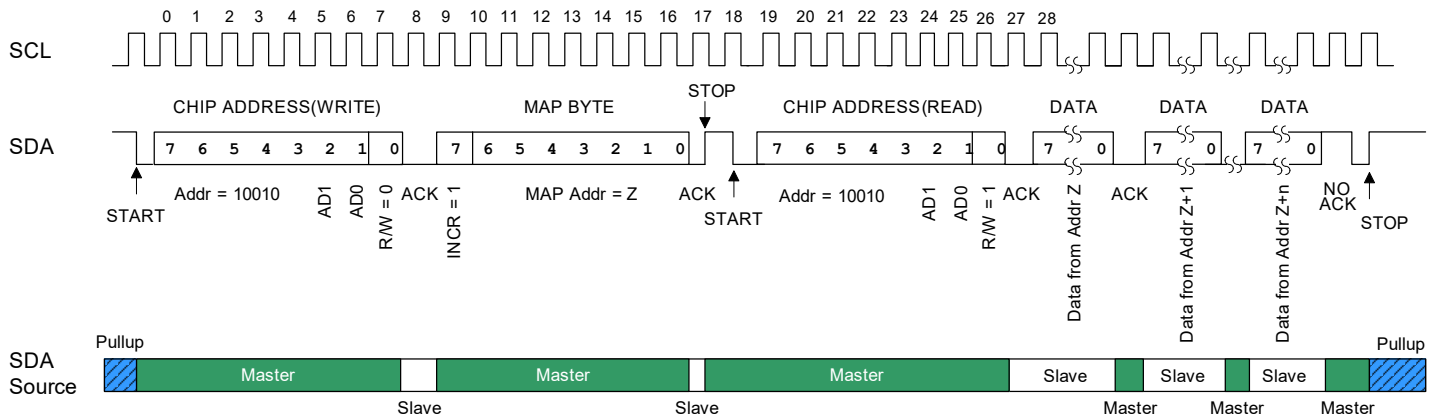 0 1 2 3 4 5 6 7 8 9 10 11 12 13 14 15 16 17 18 19 20 21 22 23 24 25 26 27 28
SCL
STOP
CHIP ADDRESS(WRITE) MAP BYTE CHIP ADDRESS(READ) DATA DATA DATA
SDA
7 6 5 4 3 2 1 0 7 6 5 4 3 2 1 0 7 6 5 4 3 2 1 0 7 0 7 0 7 0
START
Addr = 10010
AD1
AD0
R/W = 0
ACK
INCR = 1
MAP Addr = Z
ACK
START
Addr = 10010
AD1
AD0
R/W = 1
ACK
Data from Addr Z
ACK
Data from Addr Z+1
Data from Addr Z+n
NO
ACK
STOP
Pullup Pullup
SDA
Source
Master Master Master Slave Slave Slave
Slave Slave Master Master Master